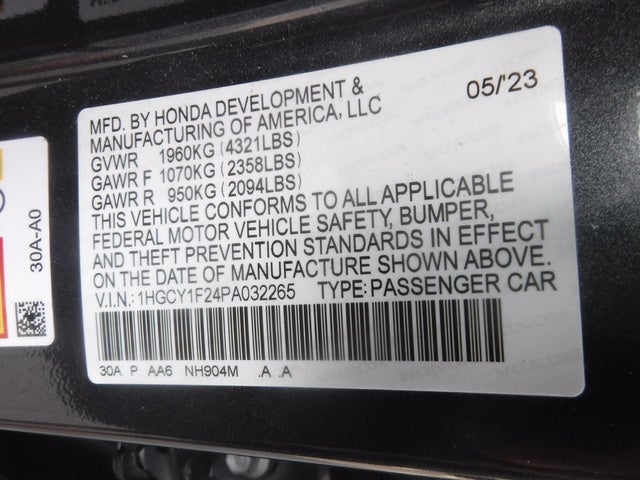 MFD. BY HONDA DEVELOPMENT & 05/'23
MANUFACTURING OF AMERICA, LLC
GVWR 1960KG (4321LBS)
GAWR F 1070KG (2358LBS)
GAWR R 950KG (2094LBS)
THIS VEHICLE CONFORMS TO ALL APPLICABLE
FEDERAL MOTOR VEHICLE SAFETY, BUMPER,
AND THEFT PREVENTION STANDARDS IN EFFECT
ON THE DATE OF MANUFACTURE SHOWN ABOVE.
V.I.N.: 1HGCY1F24PA032265 TYPE: PASSENGER CAR
30A P AA6 NH904M .A .A
30A-A0